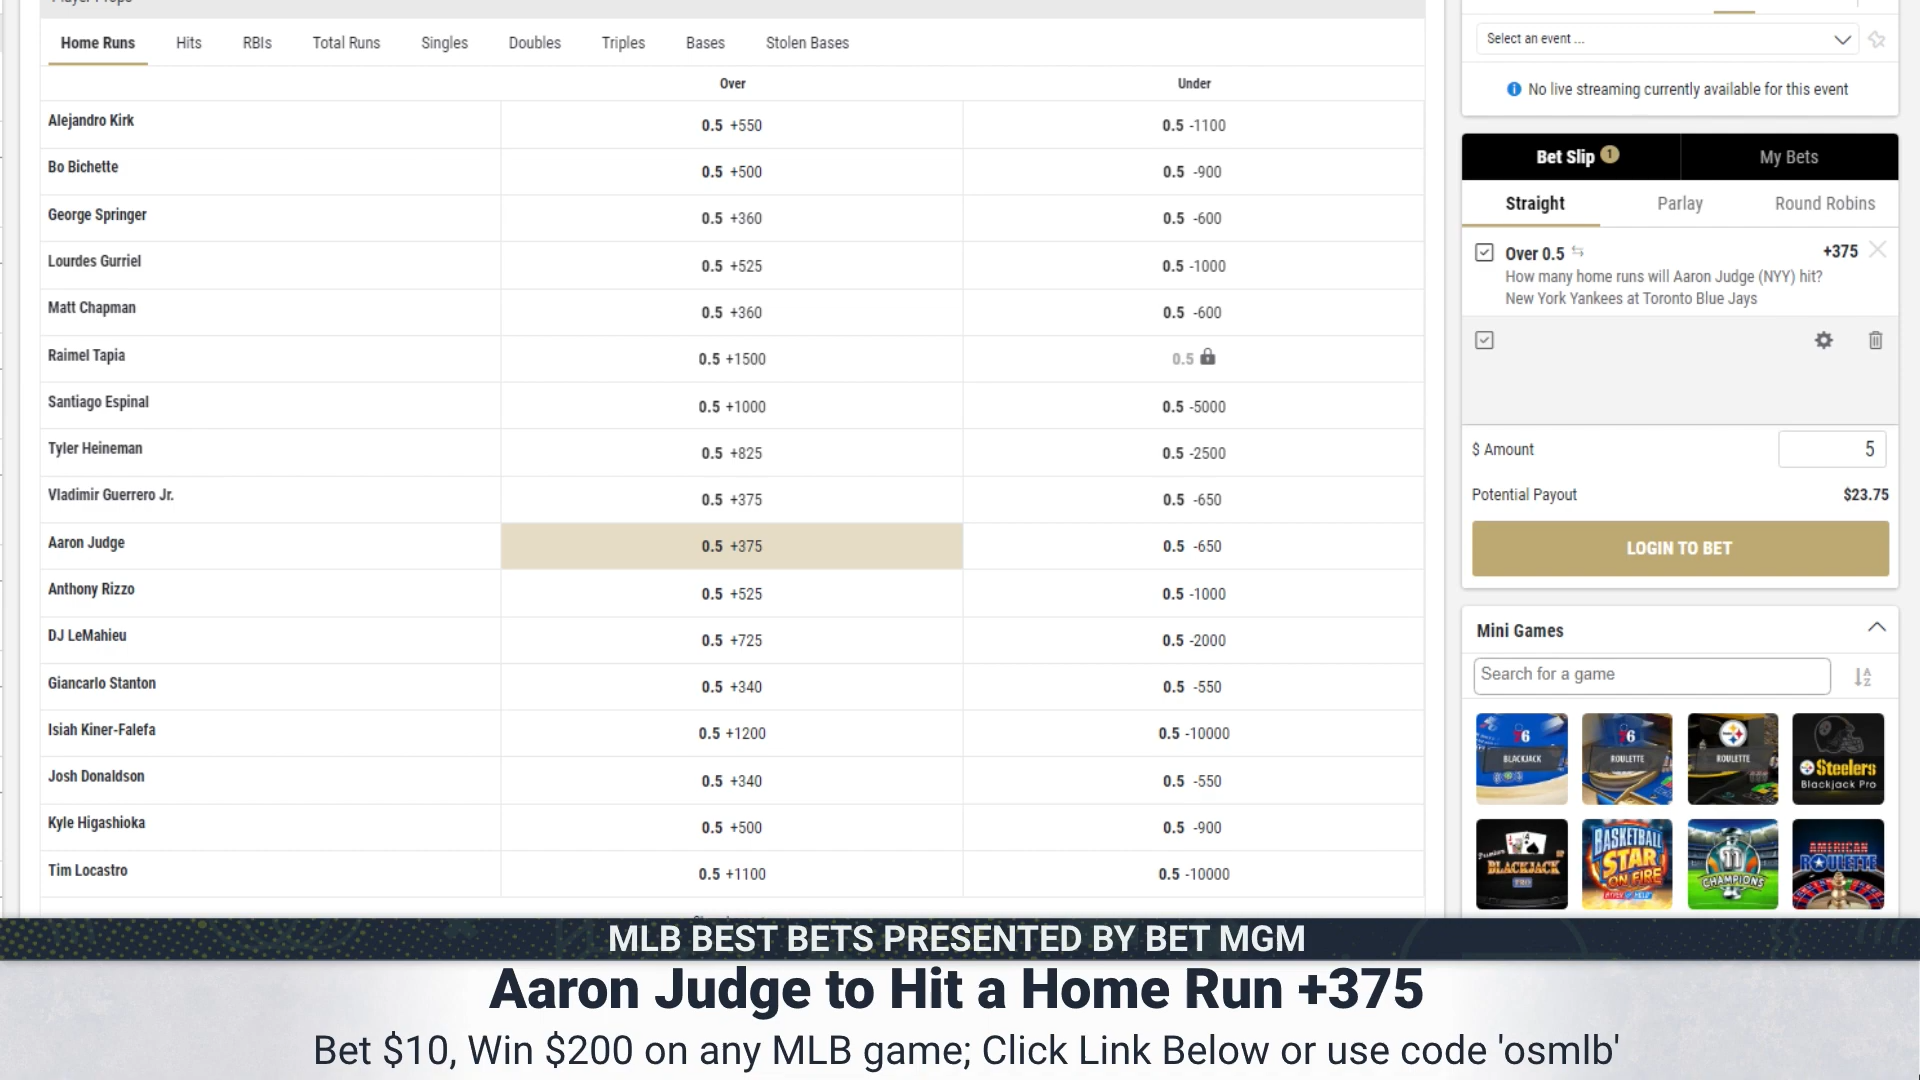 Player Props
Home Runs Hits RBIs Total Runs Singles Doubles Triples Bases Stolen Bases
Over Under
Alejandro Kirk 0.5 +550 0.5 -1100
Bo Bichette 0.5 +500 0.5 -900
George Springer 0.5 +360 0.5 -600
Lourdes Gurriel 0.5 +525 0.5 -1000
Matt Chapman 0.5 +360 0.5 -600
Raimel Tapia 0.5 +1500 0.5
Santiago Espinal 0.5 +1000 0.5 -5000
Tyler Heineman 0.5 +825 0.5 -2500
Vladimir Guerrero Jr. 0.5 +375 0.5 -650
Aaron Judge 0.5 +375 0.5 -650
Anthony Rizzo 0.5 +525 0.5 -1000
DJ LeMahieu 0.5 +725 0.5 -2000
Giancarlo Stanton 0.5 +340 0.5 -550
Isiah Kiner-Falefa 0.5 +1200 0.5 -10000
Josh Donaldson 0.5 +340 0.5 -550
Kyle Higashioka 0.5 +500 0.5 -900
Tim Locastro 0.5 +1100 0.5 -10000
Select an event ...
No live streaming currently available for this event
Bet Slip 1 My Bets
Straight Parlay Round Robins
Over 0.5 +375
How many home runs will Aaron Judge (NYY) hit?
New York Yankees at Toronto Blue Jays
$ Amount 5
Potential Payout $23.75
LOGIN TO BET
Mini Games
Search for a game
BLACKJACK
ROULETTE
Steelers
ROULETTE
Steelers
Blackjack Pro
Premium
BLACKJACK
PRO
BASKETBALL
STAR
ON FIRE
11
CHAMPIONS
AMERICAN
ROULETTE
MLB BEST BETS PRESENTED BY BET MGM
Aaron Judge to Hit a Home Run +375
Bet $10, Win $200 on any MLB game; Click Link Below or use code 'osmlb'